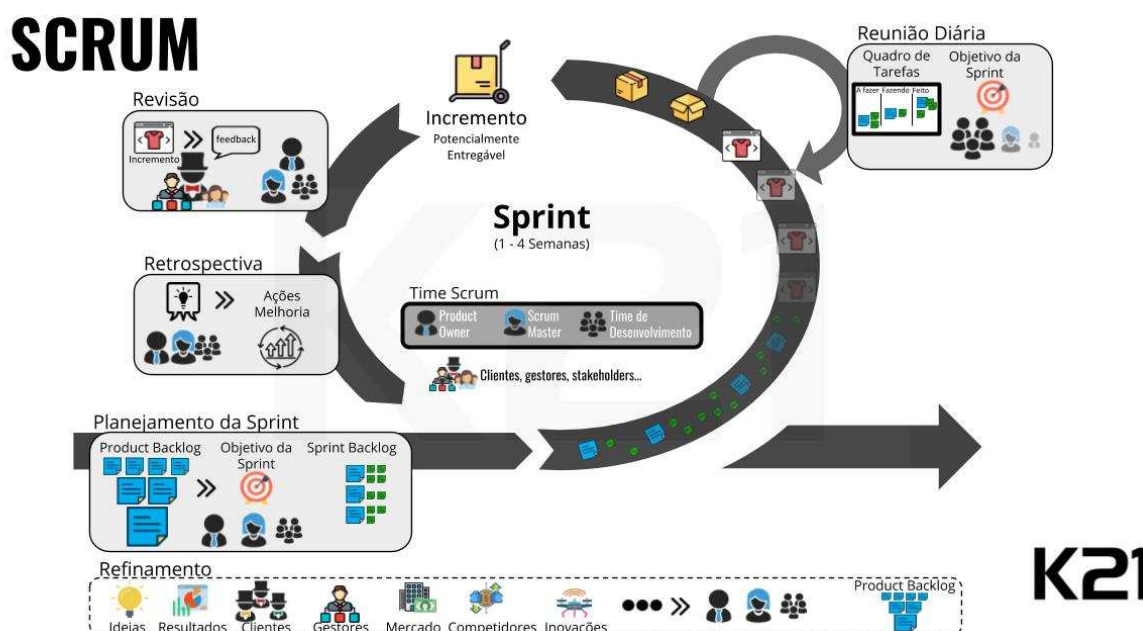 SCRUM
Revisão
Incremento
feedback
Retrospectiva
Ações
Melhoria
Incremento
Potencialmente
Entregável
Sprint
(1 - 4 Semanas)
Time Scrum
Product
Owner
Scrum
Master
Time de
Desenvolvimento
Clientes, gestores, stakeholders...
Reunião Diária
Quadro de
Tarefas
A fazer Fazendo Feito
Objetivo da
Sprint
Planejamento da Sprint
Product Backlog
Objetivo da
Sprint
Sprint Backlog
Refinamento
Ideias Resultados Clientes Gestores Mercado Competidores Inovações
Product Backlog
K21
K21